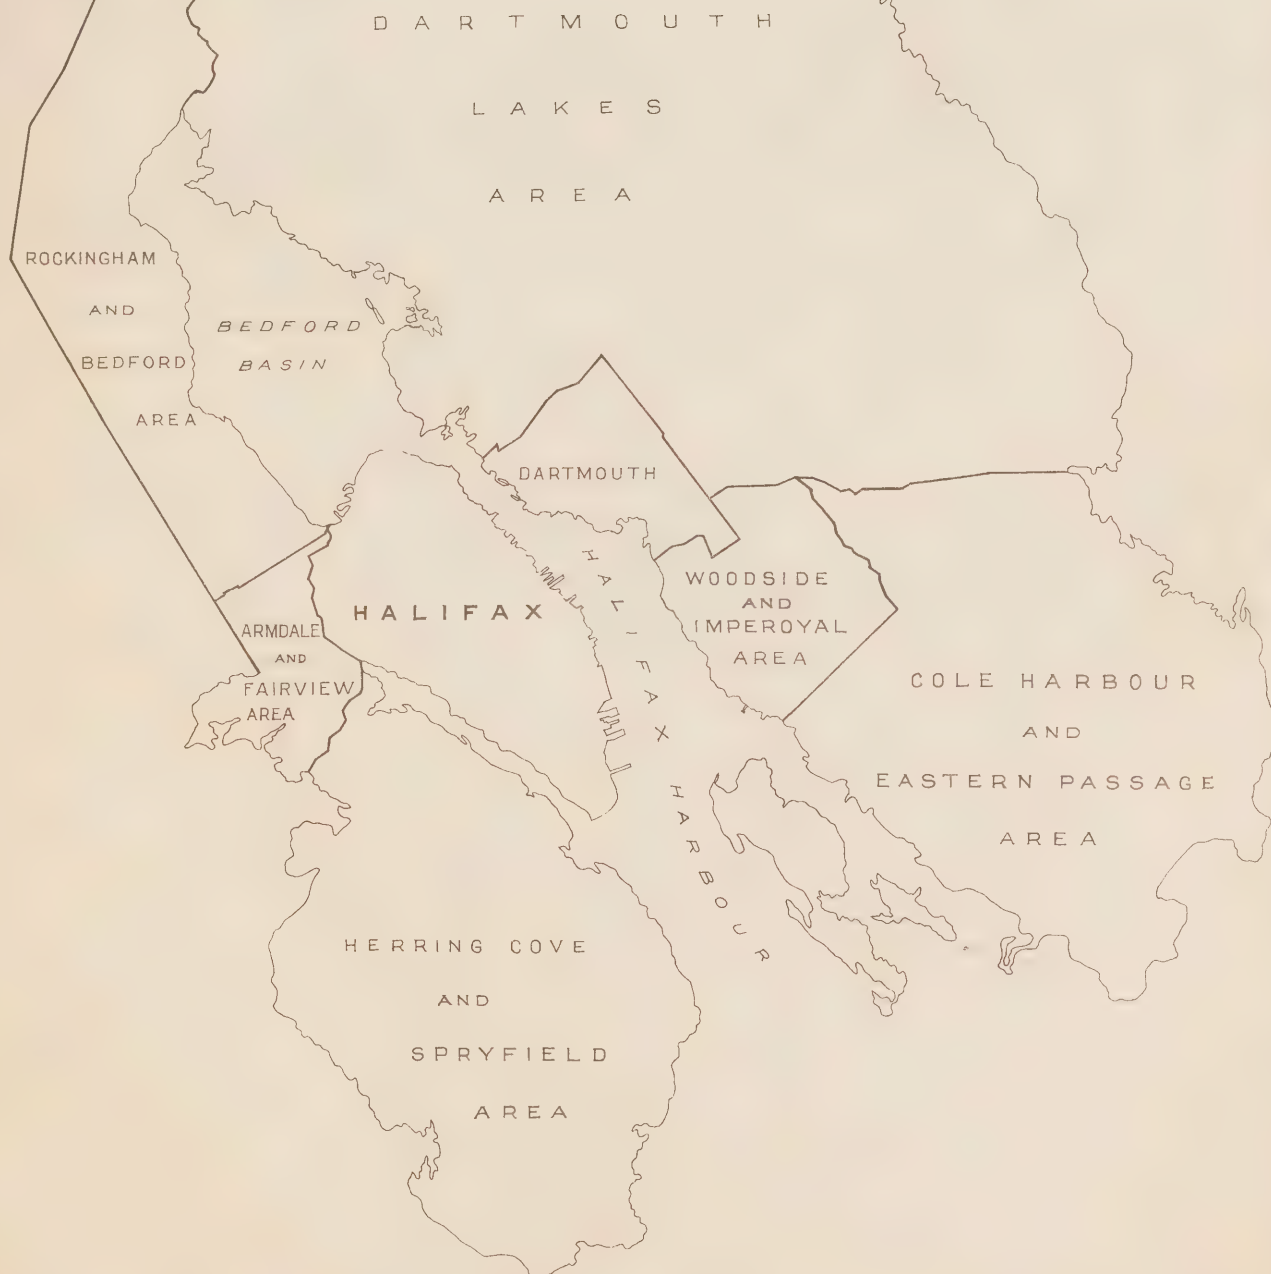 DARTMOUTH
LAKES
AREA
ROCKINGHAM
AND
BEDFORD
AREA
BEDFORD
BASIN
DARTMOUTH
HALIFAX
HALIFAX HARBOUR
WOODSIDE
AND
IMPEROYAL
AREA
ARMDALE
AND
FAIRVIEW
AREA
COLE HARBOUR
AND
EASTERN PASSAGE
AREA
HERRING COVE
AND
SPRYFIELD
AREA